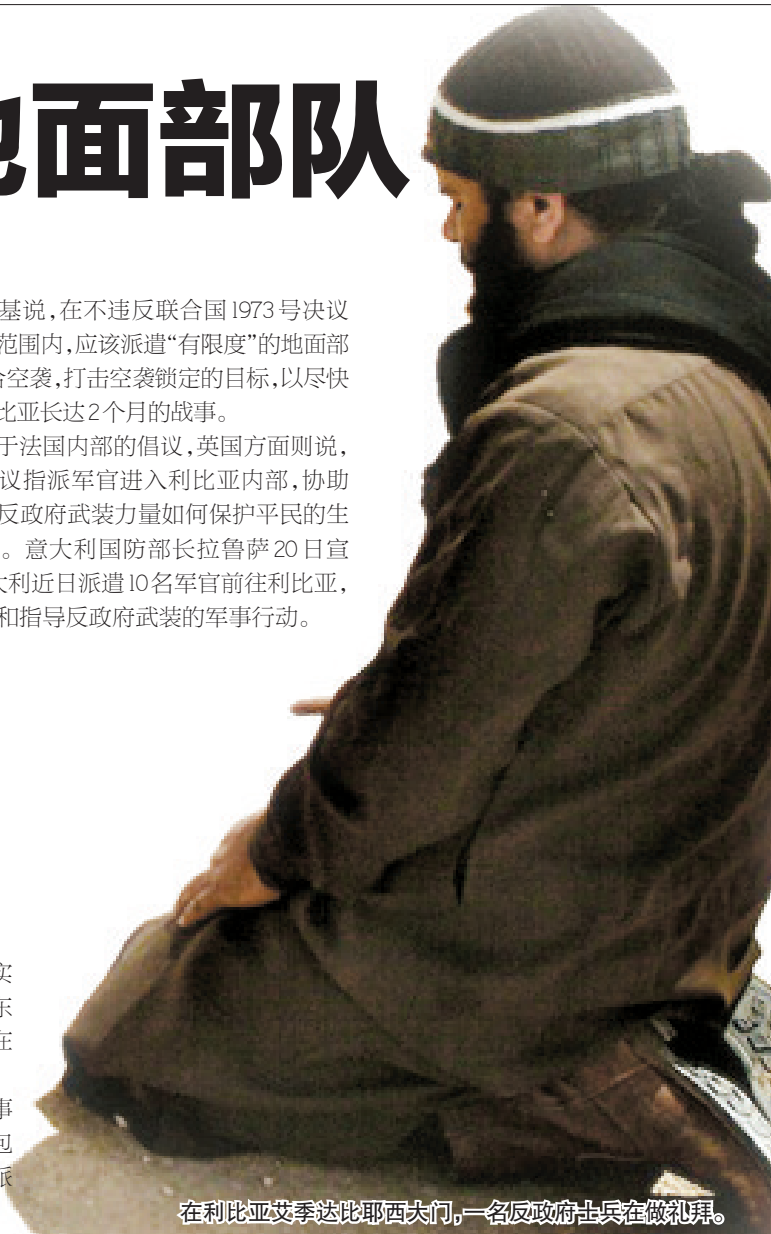 地面部队
基说，在不违反联合国1973号决议
范围内，应该派遣“有限度”的地面部
合空袭，打击空袭锁定的目标，以尽快
比亚长达2个月的战事。
于法国内部的倡议，英国方面则说，
议指派军官进入利比亚内部，协助
反政府武装力量如何保护平民的生
。意大利国防部长拉鲁萨20日宣
大利近日派遣10名军官前往利比亚，
和指导反政府武装的军事行动。
实
东
在
事
包
派
在利比亚艾季达比耶西大门，一名反政府士兵在做礼拜。